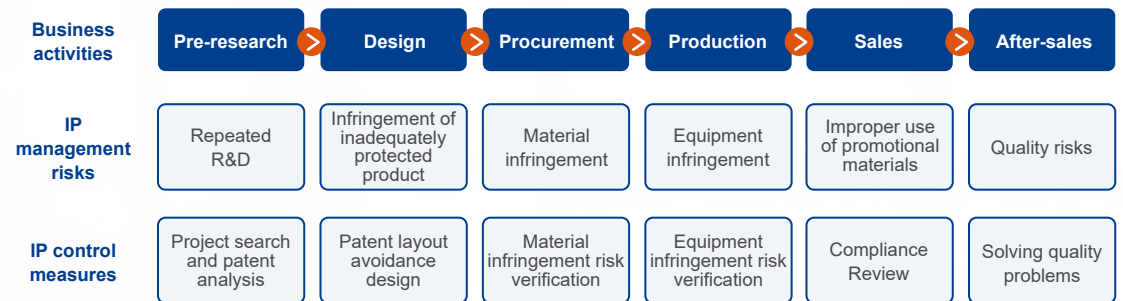 Business
activities
Pre-research
Design
Procurement
Production
Sales
After-sales
IP
management
risks
Repeated
R&D
Infringement of
inadequately
protected
product
Material
infringement
Equipment
infringement
Improper use
of promotional
materials
Quality risks
IP control
measures
Project search
and patent
analysis
Patent layout
avoidance
design
Material
infringement risk
verification
Equipment
infringement risk
verification
Compliance
Review
Solving quality
problems